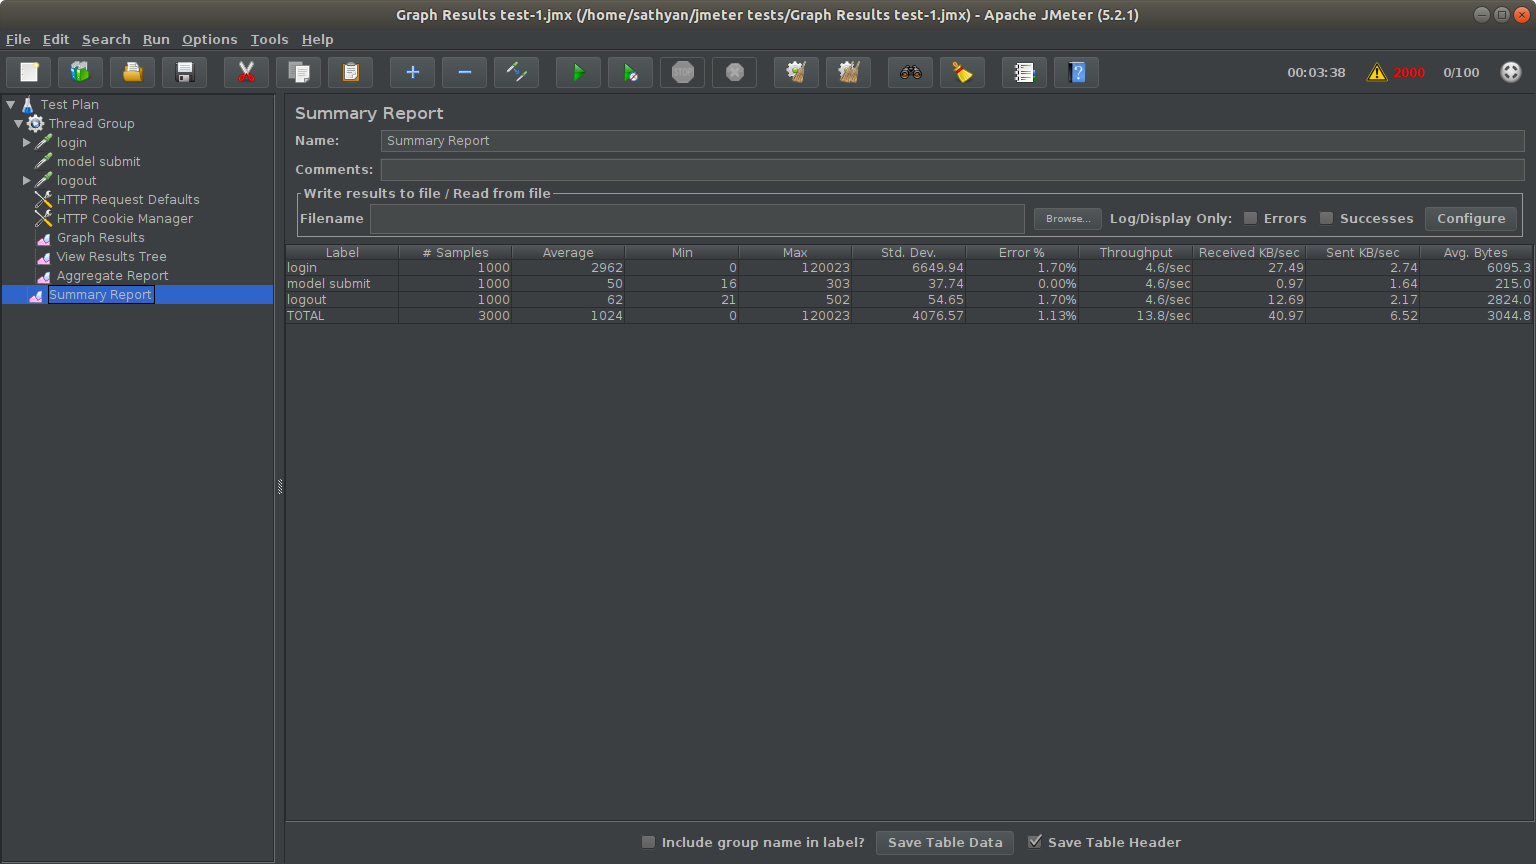 Graph Results test-1.jmx (/home/sathyan/jmeter tests/Graph Results test-1.jmx) - Apache JMeter (5.2.1)
File Edit Search Run Options Tools Help
STOP 00:03:38 2000 0/100
Test Plan
Thread Group
login
model submit
logout
HTTP Request Defaults
HTTP Cookie Manager
Graph Results
View Results Tree
Aggregate Report
Summary Report
Summary Report
Name: Summary Report
Comments:
Write results to file / Read from file
Filename Browse... Log/Display Only: Errors Successes Configure
Label # Samples Average Min Max Std. Dev. Error % Throughput Received KB/sec Sent KB/sec Avg. Bytes
login 1000 2962 0 120023 6649.94 1.70% 4.6/sec 27.49 2.74 6095.3
model submit 1000 50 16 303 37.74 0.00% 4.6/sec 0.97 1.64 215.0
logout 1000 62 21 502 54.65 1.70% 4.6/sec 12.69 2.17 2824.0
TOTAL 3000 1024 0 120023 4076.57 1.13% 13.8/sec 40.97 6.52 3044.8
Include group name in label? Save Table Data Save Table Header